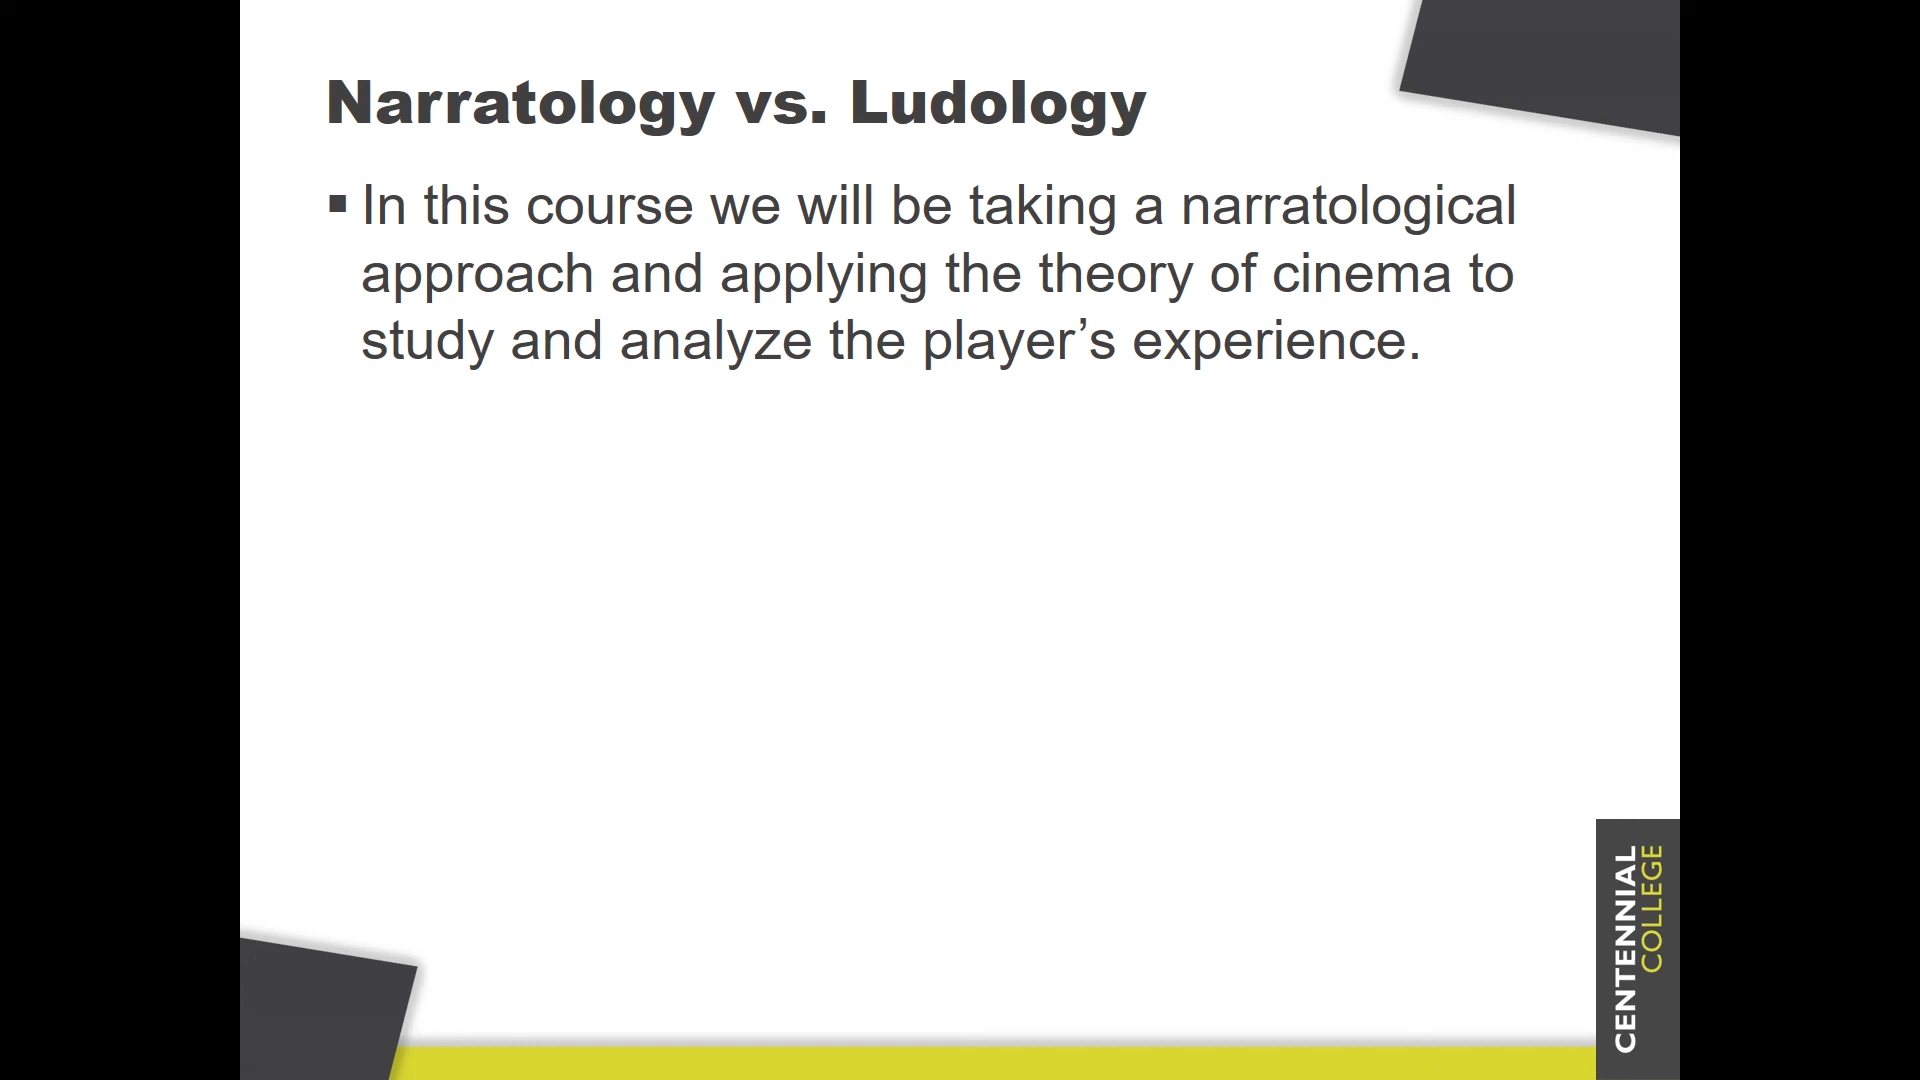 Narratology vs. Ludology
▪ In this course we will be taking a narratological
approach and applying the theory of cinema to
study and analyze the player’s experience.
CENTENNIAL
COLLEGE